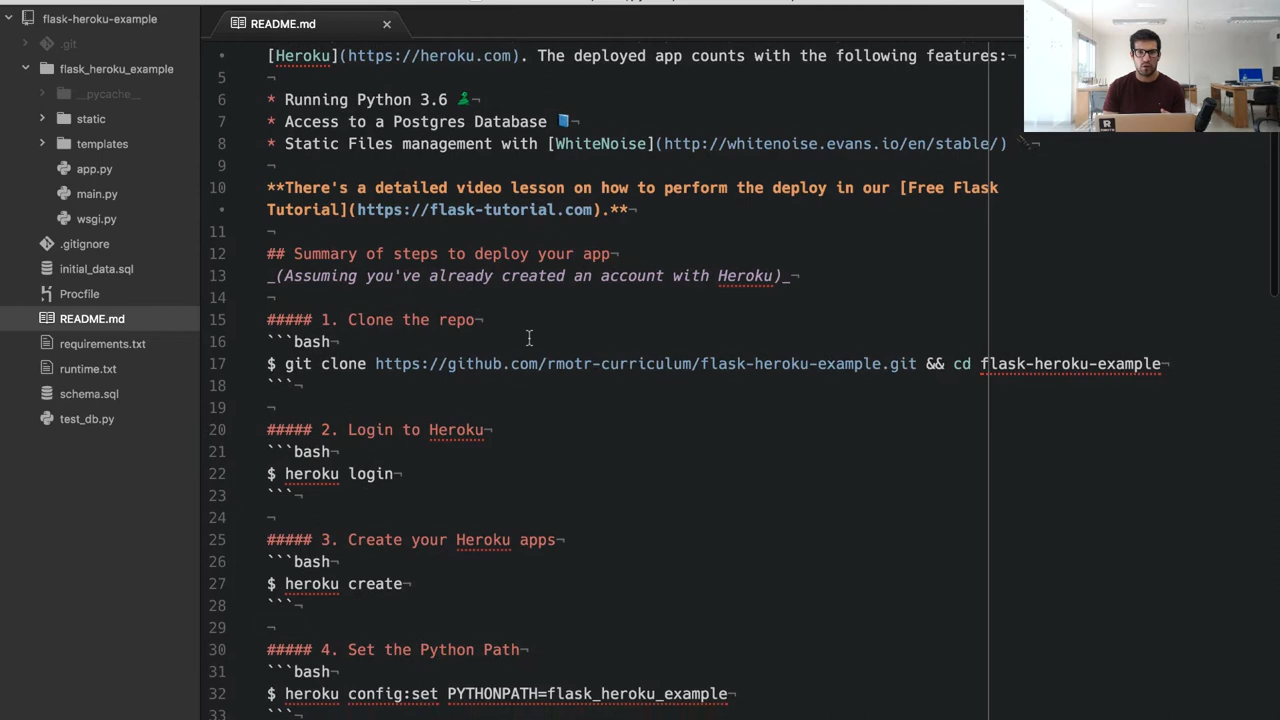 flask-heroku-example
README.md
.git
flask_heroku_example
__pycache__
static
templates
app.py
main.py
wsgi.py
.gitignore
initial_data.sql
Procfile
README.md
requirements.txt
runtime.txt
schema.sql
test_db.py
• [Heroku](https://heroku.com). The deployed app counts with the following features:¬
5 ¬
6 * Running Python 3.6 🐍¬
7 * Access to a Postgres Database 📘¬
8 * Static Files management with [WhiteNoise](http://whitenoise.evans.io/en/stable/) ¬
9 ¬
10 **There's a detailed video lesson on how to perform the deploy in our [Free Flask
• Tutorial](https://flask-tutorial.com).**¬
11 ¬
12 ## Summary of steps to deploy your app¬
13 _(Assuming you've already created an account with Heroku)_¬
14 ¬
15 ##### 1. Clone the repo¬
16 ```bash¬
17 $ git clone https://github.com/rmotr-curriculum/flask-heroku-example.git && cd flask-heroku-example¬
18 ```¬
19 ¬
20 ##### 2. Login to Heroku¬
21 ```bash¬
22 $ heroku login¬
23 ```¬
24 ¬
25 ##### 3. Create your Heroku apps¬
26 ```bash¬
27 $ heroku create¬
28 ```¬
29 ¬
30 ##### 4. Set the Python Path¬
31 ```bash¬
32 $ heroku config:set PYTHONPATH=flask_heroku_example¬
33 ```¬